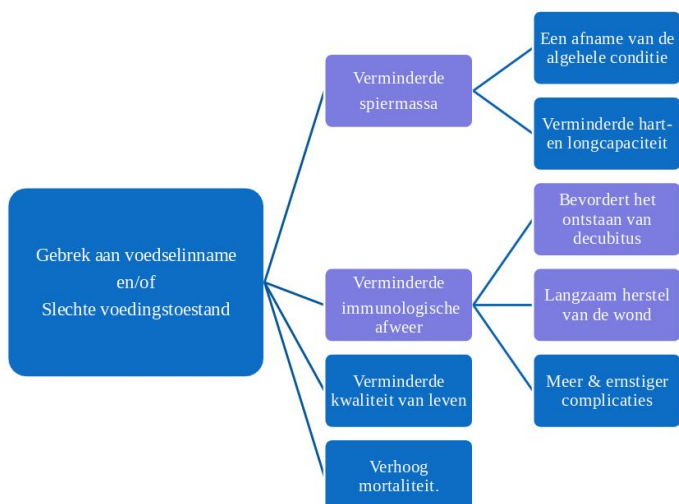 Gebrek aan voedselinname
en/of
Slechte voedingstoestand
Verminderde
spiermassa
Een afname van de
algehele conditie
Verminderde hart-
en longcapaciteit
Verminderde
immunologische
afweer
Bevordert het
ontstaan van
decubitus
Langzaam herstel
van de wond
Meer & ernstiger
complicaties
Verminderde
kwaliteit van leven
Verhoog
mortaliteit.